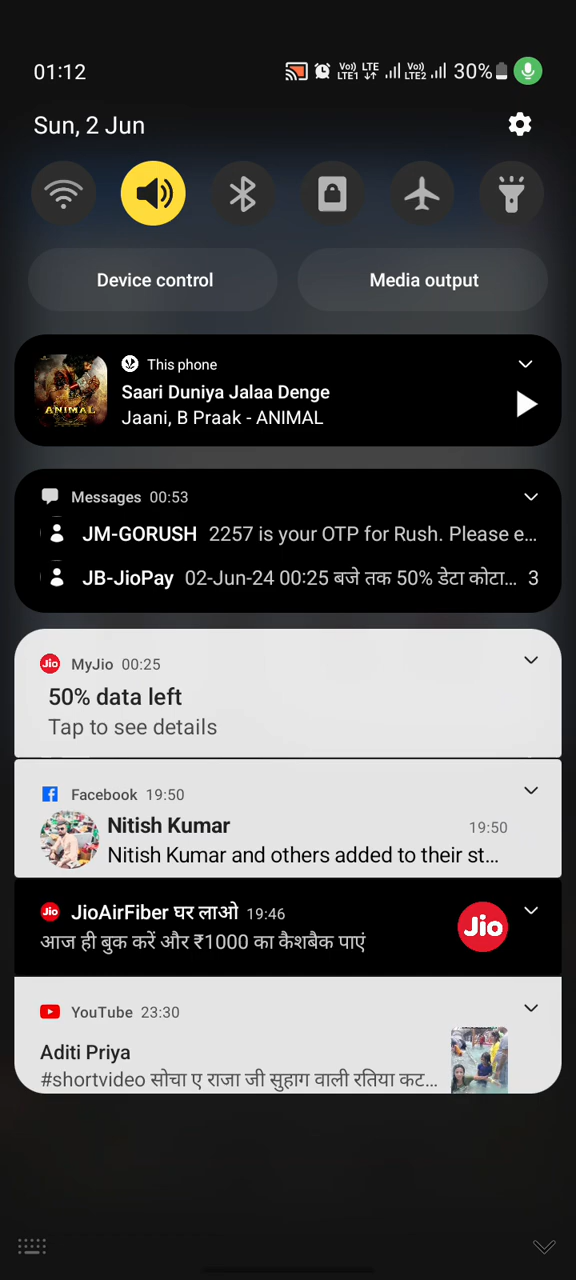 01:12
Vo)) LTE1 LTE Vo)) LTE2 30%
Sun, 2 Jun
Device control
Media output
ANIMAL
This phone
Saari Duniya Jalaa Denge
Jaani, B Praak - ANIMAL
Messages 00:53
JM-GORUSH 2257 is your OTP for Rush. Please e...
JB-JioPay 02-Jun-24 00:25 बजे तक 50% डेटा कोटा... 3
Jio MyJio 00:25
50% data left
Tap to see details
Facebook 19:50
Nitish Kumar 19:50
Nitish Kumar and others added to their st...
Jio JioAirFiber घर लाओ 19:46
आज ही बुक करें और ₹1000 का कैशबैक पाएं
Jio
YouTube 23:30
Aditi Priya
#shortvideo सोचा ए राजा जी सुहाग वाली रतिया कट...